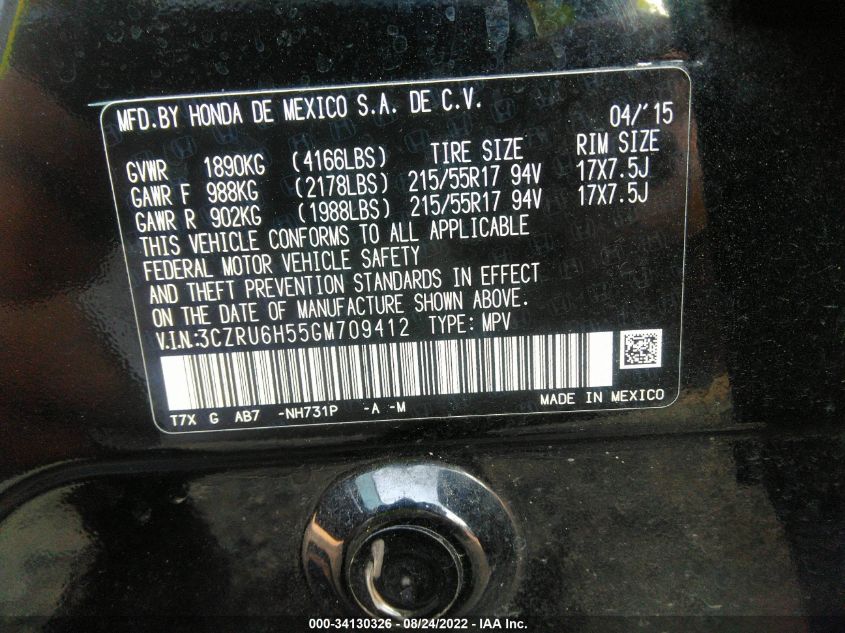 MFD.BY HONDA DE MEXICO S.A. DE C.V. 04/'15
GVWR 1890KG (4166LBS) TIRE SIZE RIM SIZE
GAWR F 988KG (2178LBS) 215/55R17 94V 17X7.5J
GAWR R 902KG (1988LBS) 215/55R17 94V 17X7.5J
THIS VEHICLE CONFORMS TO ALL APPLICABLE
FEDERAL MOTOR VEHICLE SAFETY
AND THEFT PREVENTION STANDARDS IN EFFECT
ON THE DATE OF MANUFACTURE SHOWN ABOVE.
V.I.N:3CZRU6H55GM709412 TYPE: MPV
T7X G AB7 -NH731P -A -M MADE IN MEXICO
000-34130326 - 08/24/2022 - IAA Inc.